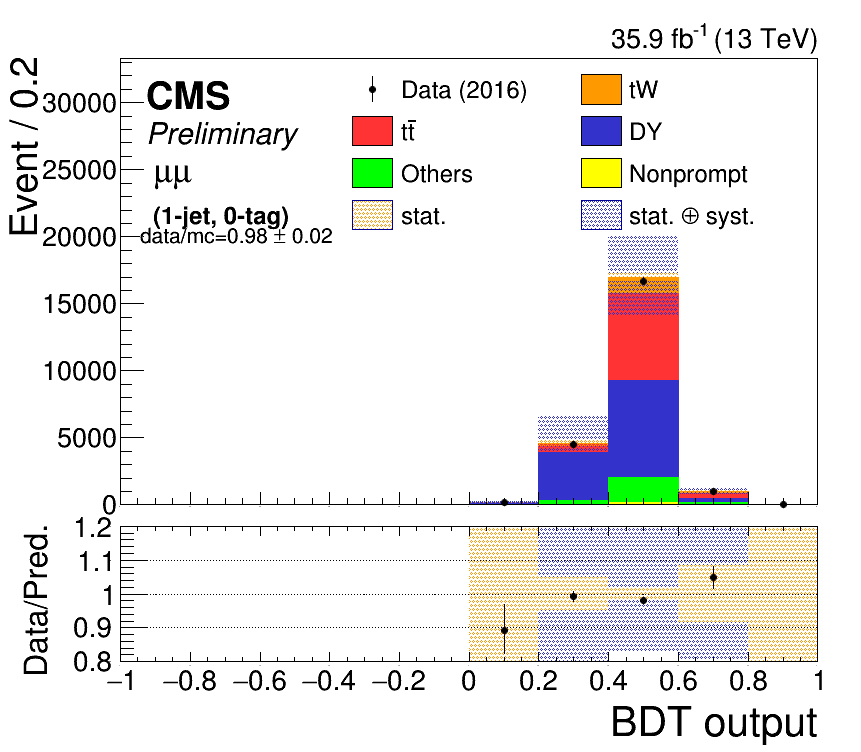 35.9 fb⁻¹ (13 TeV)
Event / 0.2
30000
25000
20000
15000
10000
5000
0
CMS
Preliminary
μμ
(1-jet, 0-tag)
data/mc=0.98 ± 0.02
Data (2016)
tW
tt̄
DY
Others
Nonprompt
stat.
stat. ⊕ syst.
Data/Pred.
1.2
1.1
1
0.9
0.8
−1 −0.8 −0.6 −0.4 −0.2 0 0.2 0.4 0.6 0.8 1
BDT output